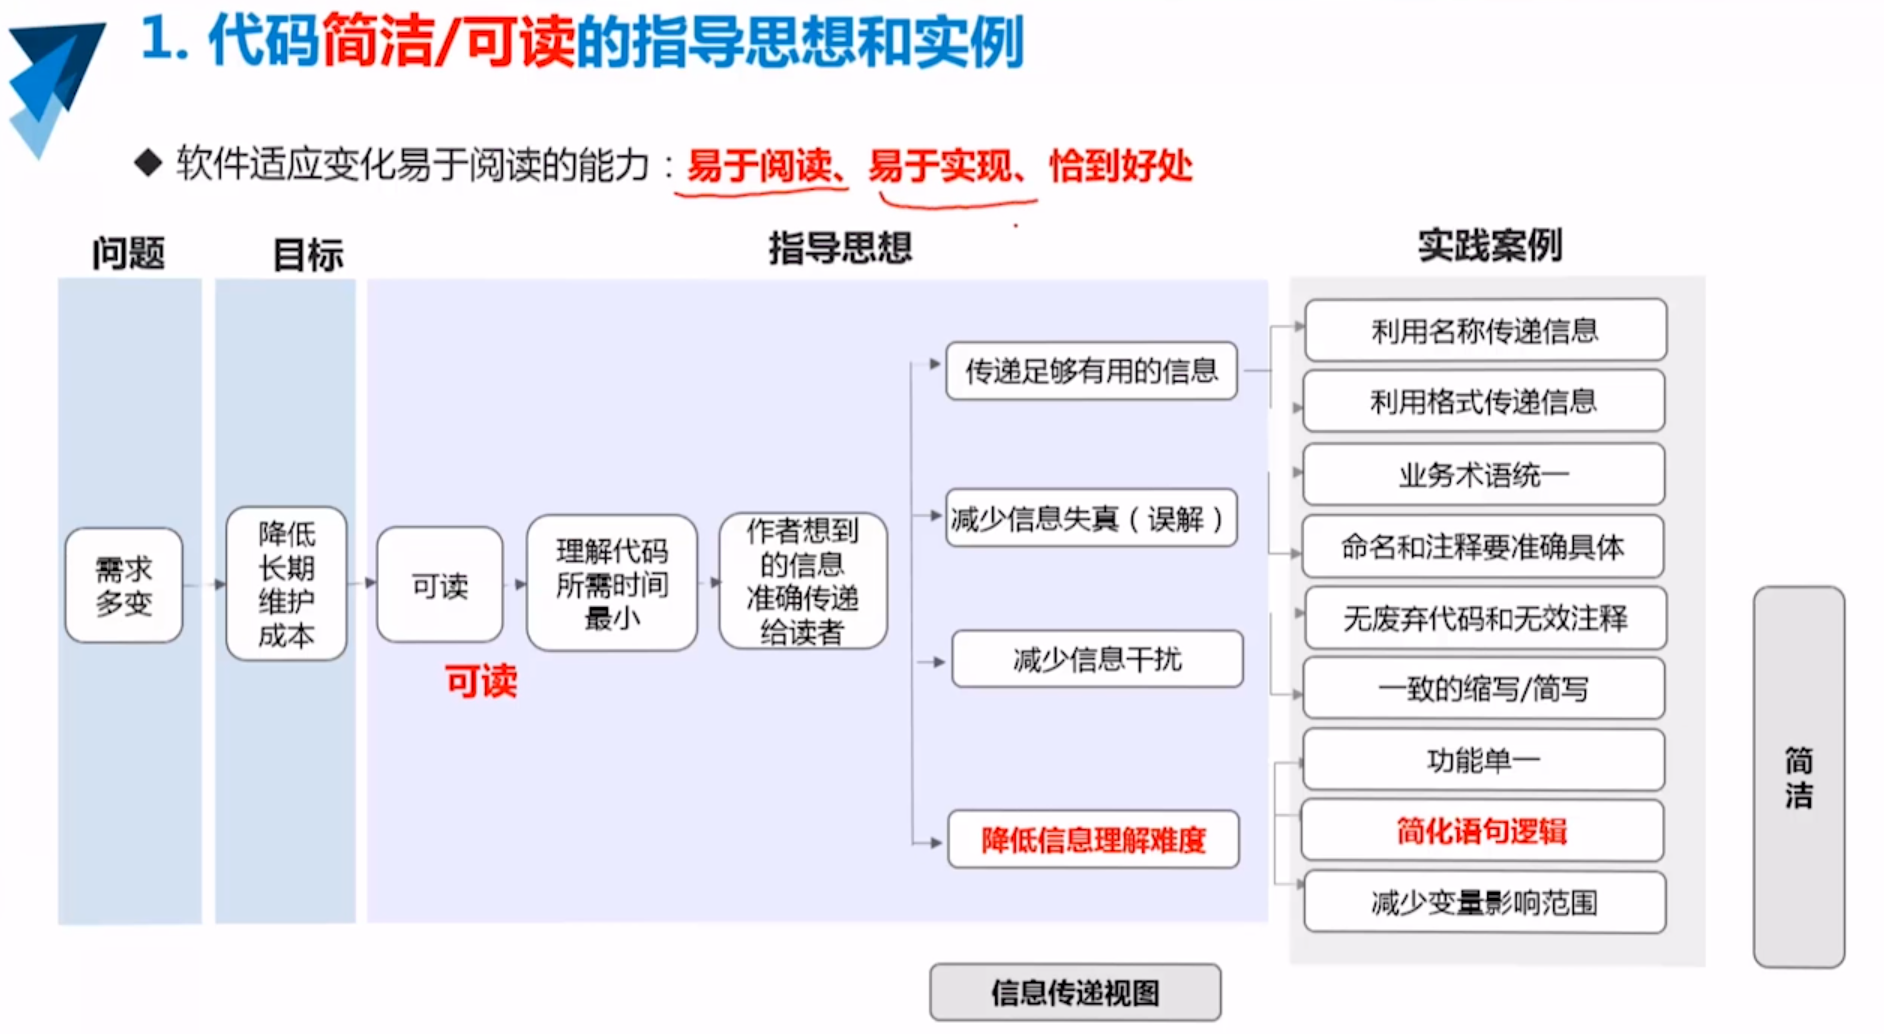 1. 代码简洁/可读的指导思想和实例
◆ 软件适应变化易于阅读的能力：易于阅读、易于实现、恰到好处
问题
目标
指导思想
实践案例
需求
多变
降低
长期
维护
成本
可读
可读
理解代码
所需时间
最小
作者想到
的信息
准确传递
给读者
传递足够有用的信息
减少信息失真（误解）
减少信息干扰
降低信息理解难度
利用名称传递信息
利用格式传递信息
业务术语统一
命名和注释要准确具体
无废弃代码和无效注释
一致的缩写/简写
功能单一
简化语句逻辑
减少变量影响范围
简
洁
信息传递视图